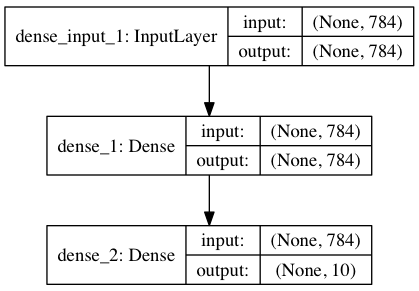 dense_input_1: InputLayer
input: (None, 784)
output: (None, 784)
dense_1: Dense
input: (None, 784)
output: (None, 784)
dense_2: Dense
input: (None, 784)
output: (None, 10)